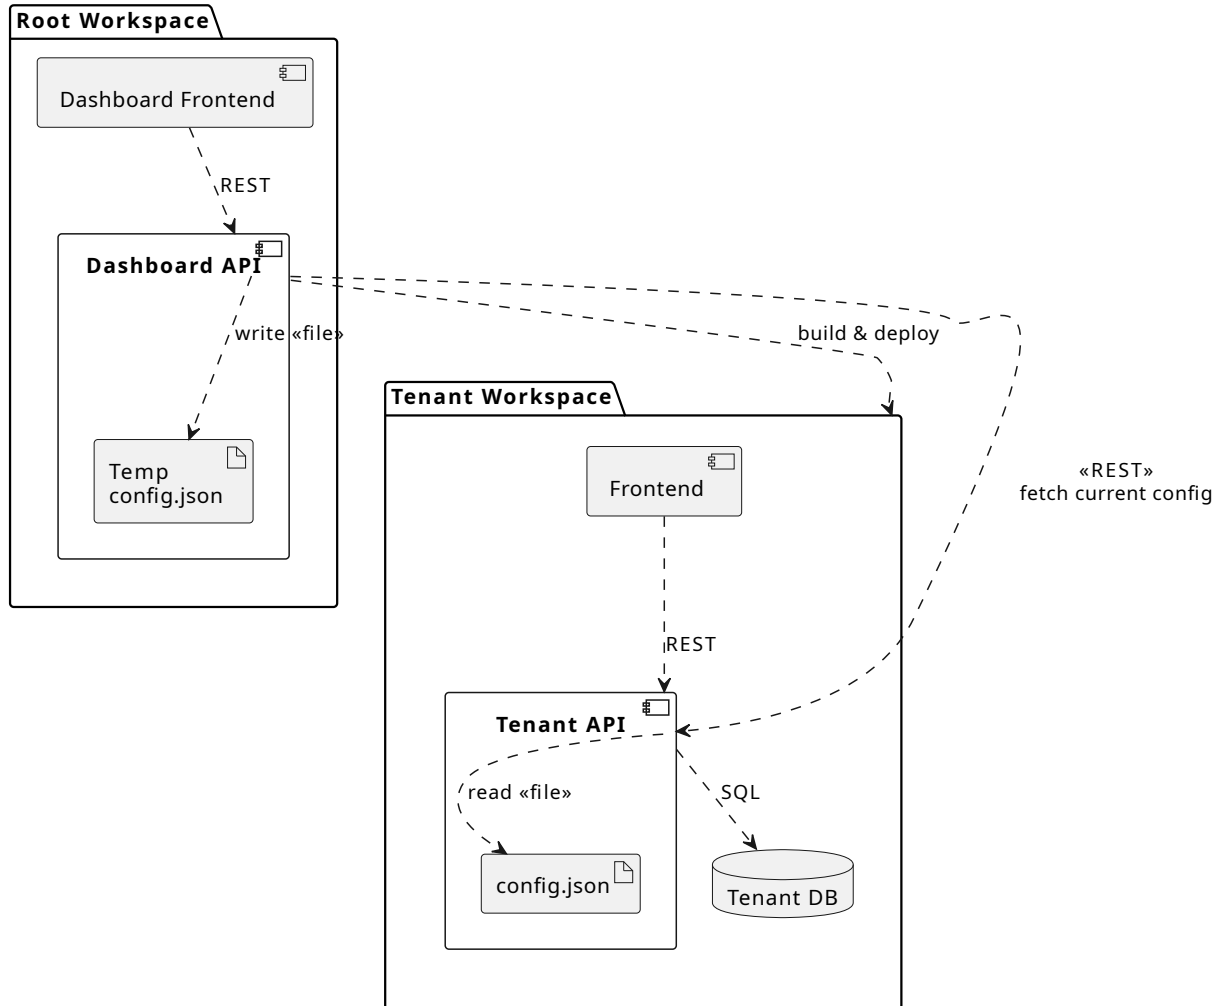 Root Workspace
Dashboard Frontend
REST
Dashboard API
write «file»
build & deploy
Temp
config.json
Tenant Workspace
«REST»
fetch current config
Frontend
REST
Tenant API
read «file»
SQL
config.json
Tenant DB